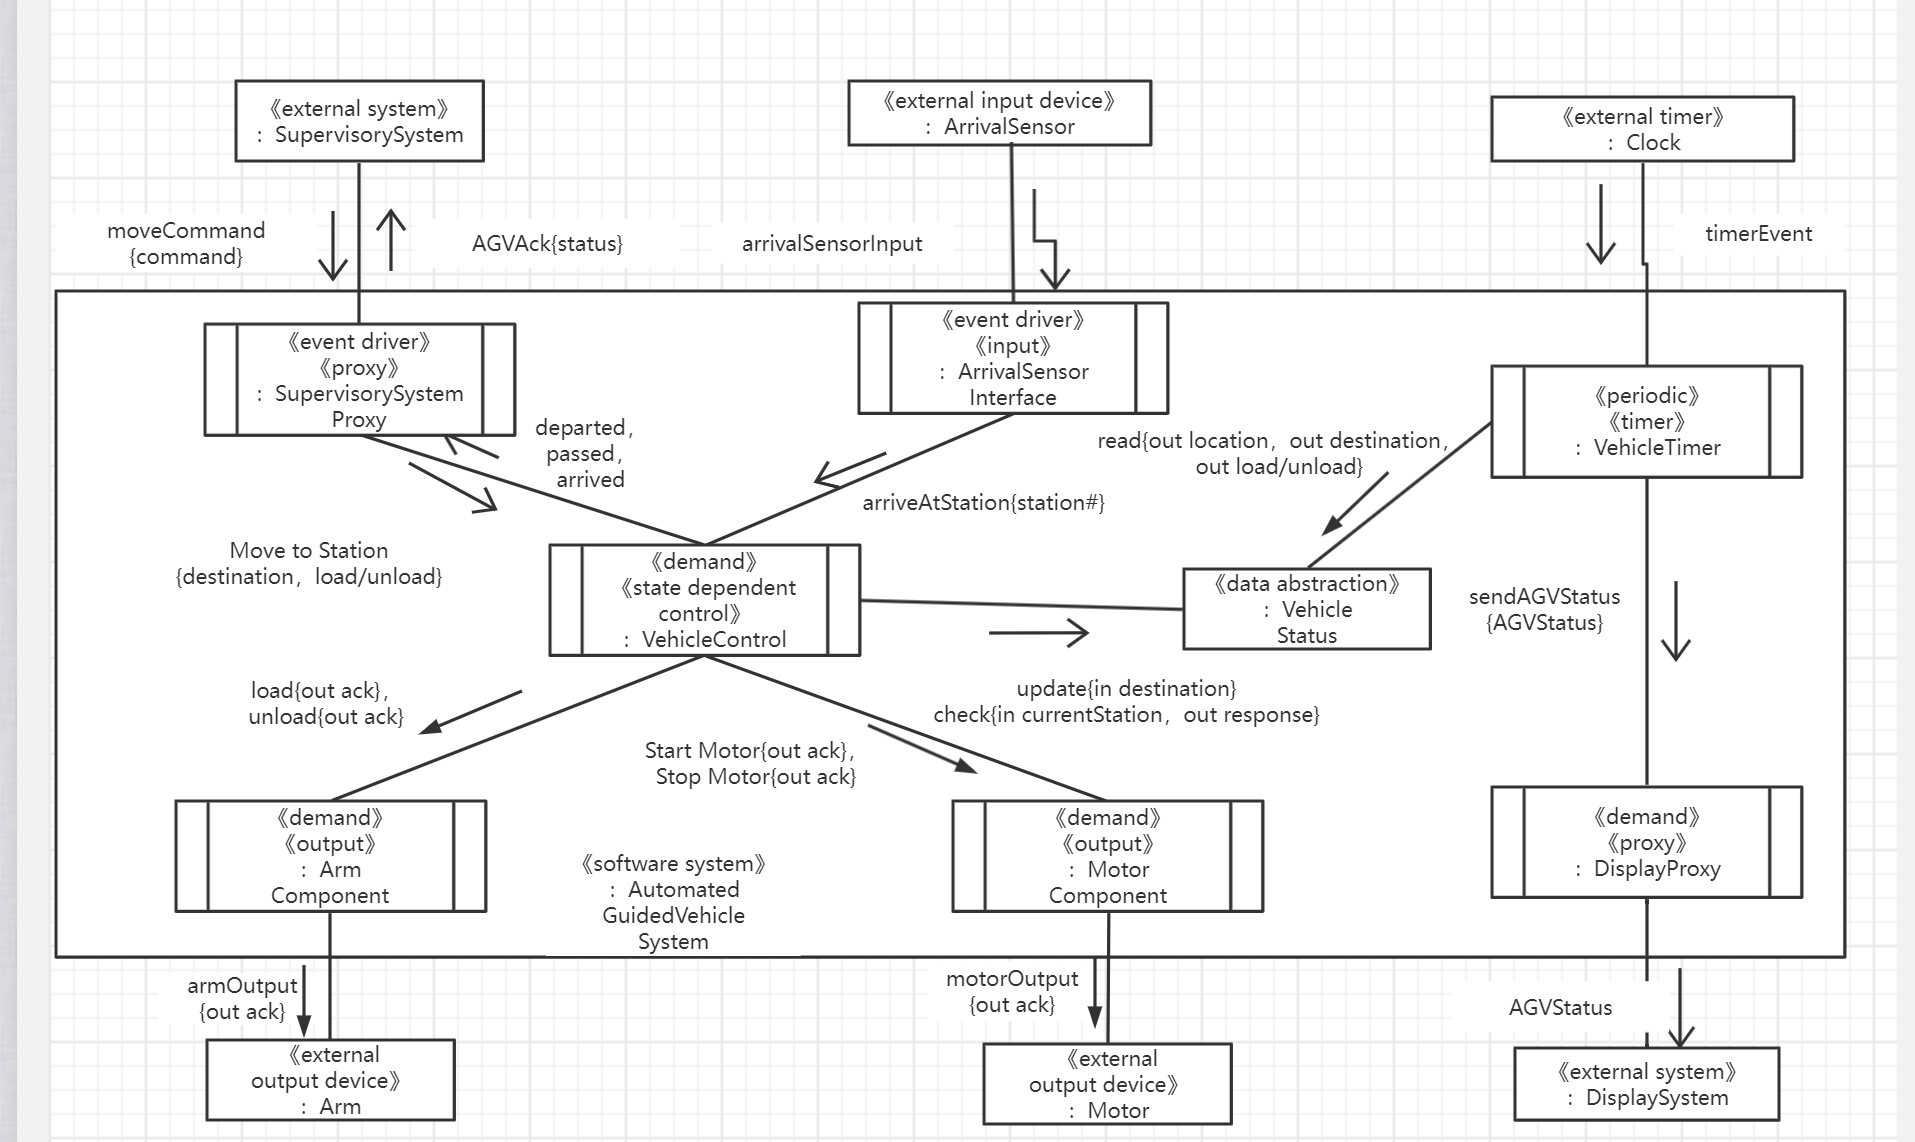 《external system》
: SupervisorySystem
《external input device》
: ArrivalSensor
《external timer》
: Clock
moveCommand
{command}
AGVAck{status}
arrivalSensorInput
timerEvent
《event driver》
《proxy》
: SupervisorySystem
Proxy
《event driver》
《input》
: ArrivalSensor
Interface
《periodic》
《timer》
: VehicleTimer
departed,
passed,
arrived
read{out location, out destination,
out load/unload}
arriveAtStation{station#}
Move to Station
{destination, load/unload}
《demand》
《state dependent
control》
: VehicleControl
《data abstraction》
: Vehicle
Status
sendAGVStatus
{AGVStatus}
load{out ack},
unload{out ack}
update{in destination}
check{in currentStation, out response}
Start Motor{out ack},
Stop Motor{out ack}
《demand》
《output》
: Arm
Component
《software system》
: Automated
GuidedVehicle
System
《demand》
《output》
: Motor
Component
《demand》
《proxy》
: DisplayProxy
armOutput
{out ack}
motorOutput
{out ack}
AGVStatus
《external
output device》
: Arm
《external
output device》
: Motor
《external system》
: DisplaySystem